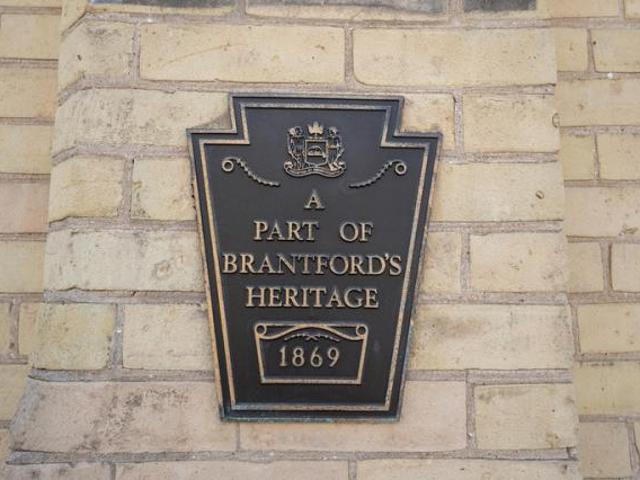 A
PART OF
BRANTFORD'S
HERITAGE
1869